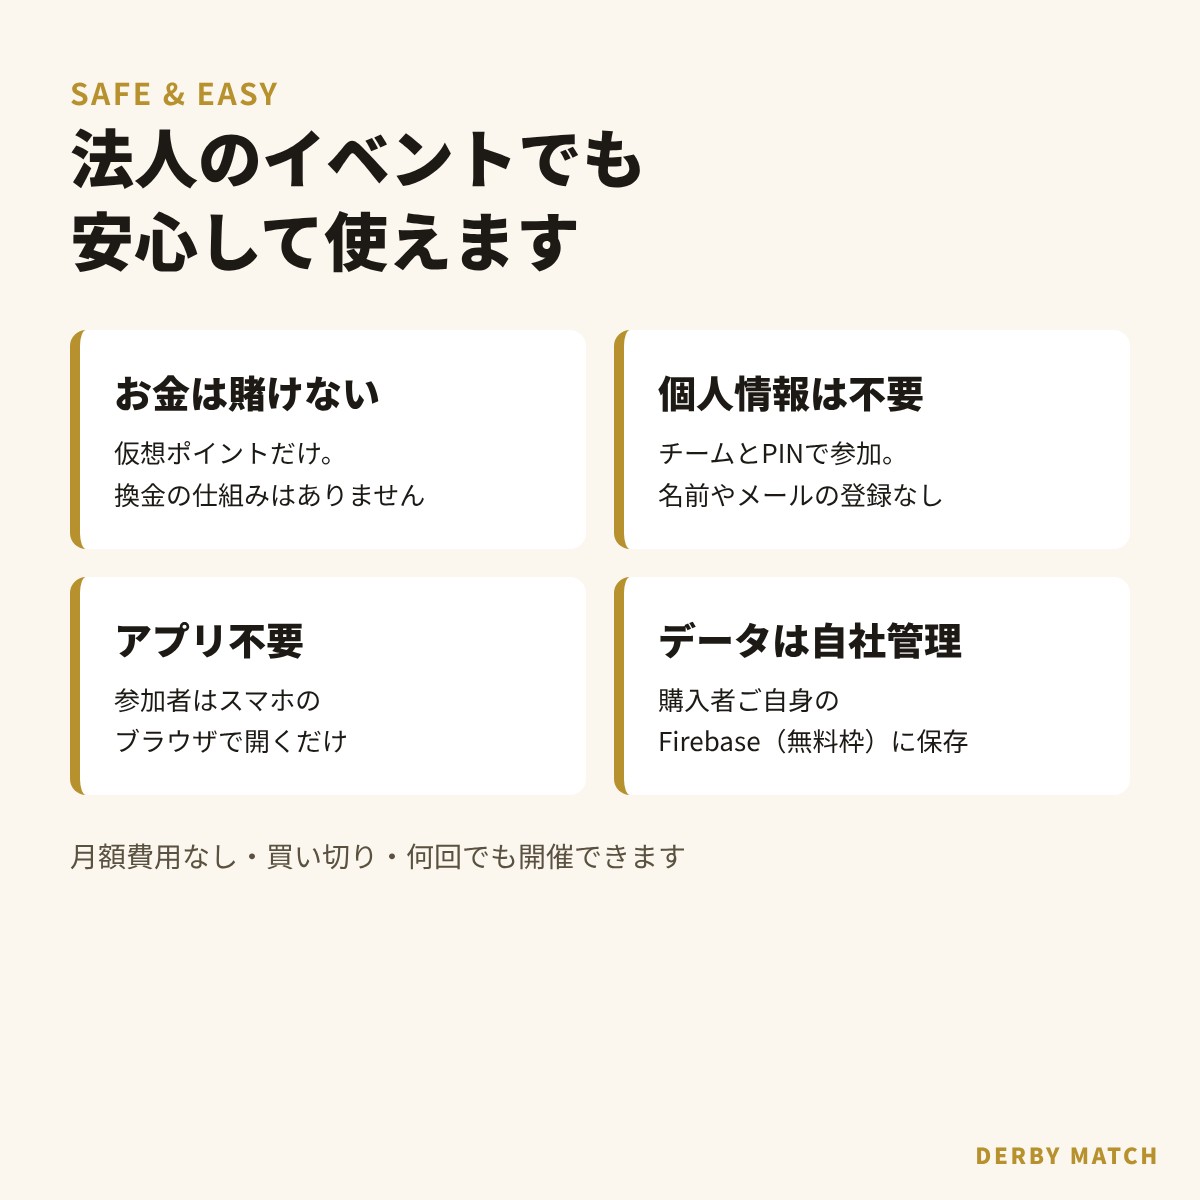 SAFE & EASY
法人のイベントでも
安心して使えます
お金は賭けない
仮想ポイントだけ。
換金の仕組みはありません
個人情報は不要
チームとPINで参加。
名前やメールの登録なし
アプリ不要
参加者はスマホの
ブラウザで開くだけ
データは自社管理
購入者ご自身の
Firebase（無料枠）に保存
月額費用なし・買い切り・何回でも開催できます
DERBY MATCH